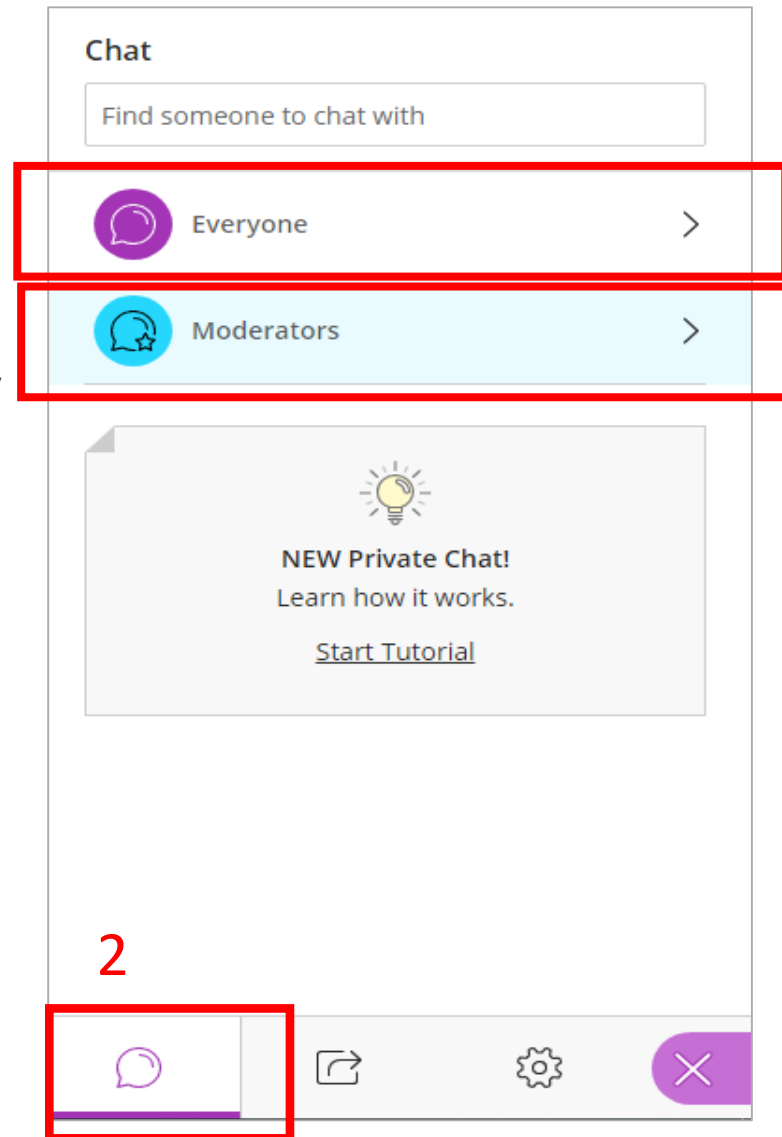 Chat
Find someone to chat with
Everyone
Moderators
NEW Private Chat!
Learn how it works.
Start Tutorial
2